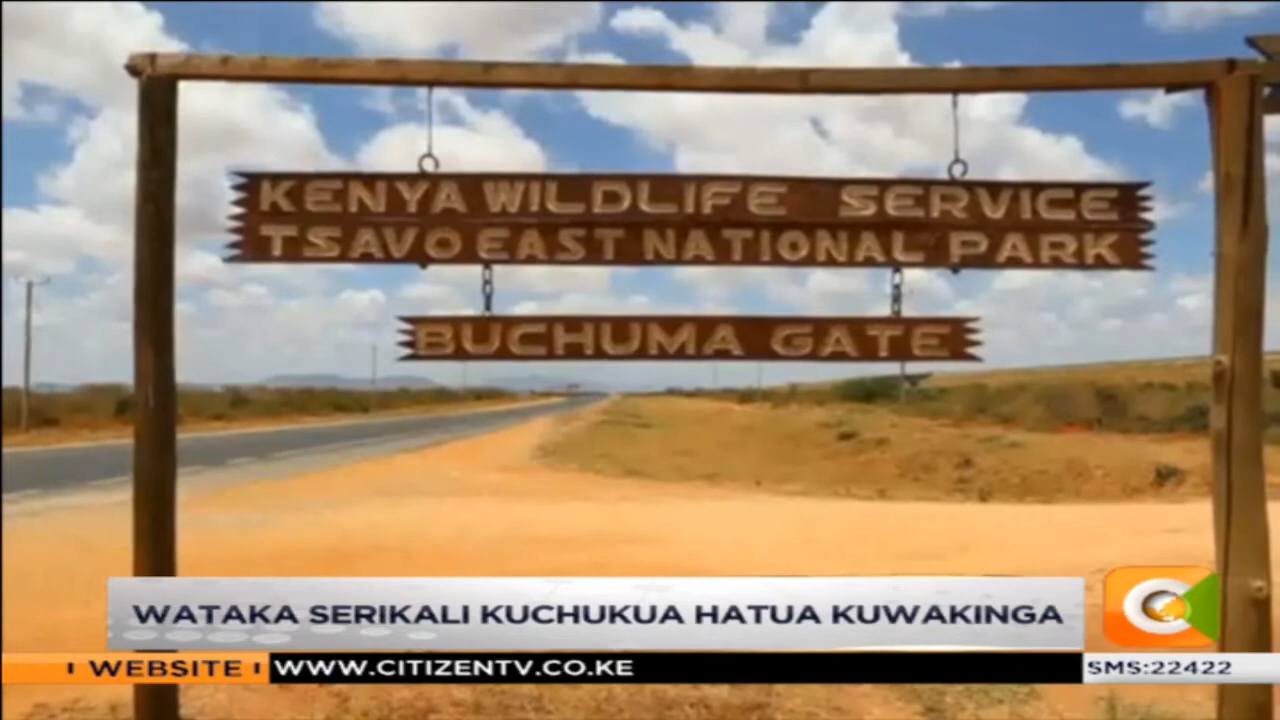 KENYA WILDLIFE SERVICE
TSAVO EAST NATIONAL PARK
BUCHUMA GATE
WATAKA SERIKALI KUCHUKUA HATUA KUWAKINGA
WEBSITE WWW.CITIZENTV.CO.KE SMS:22422